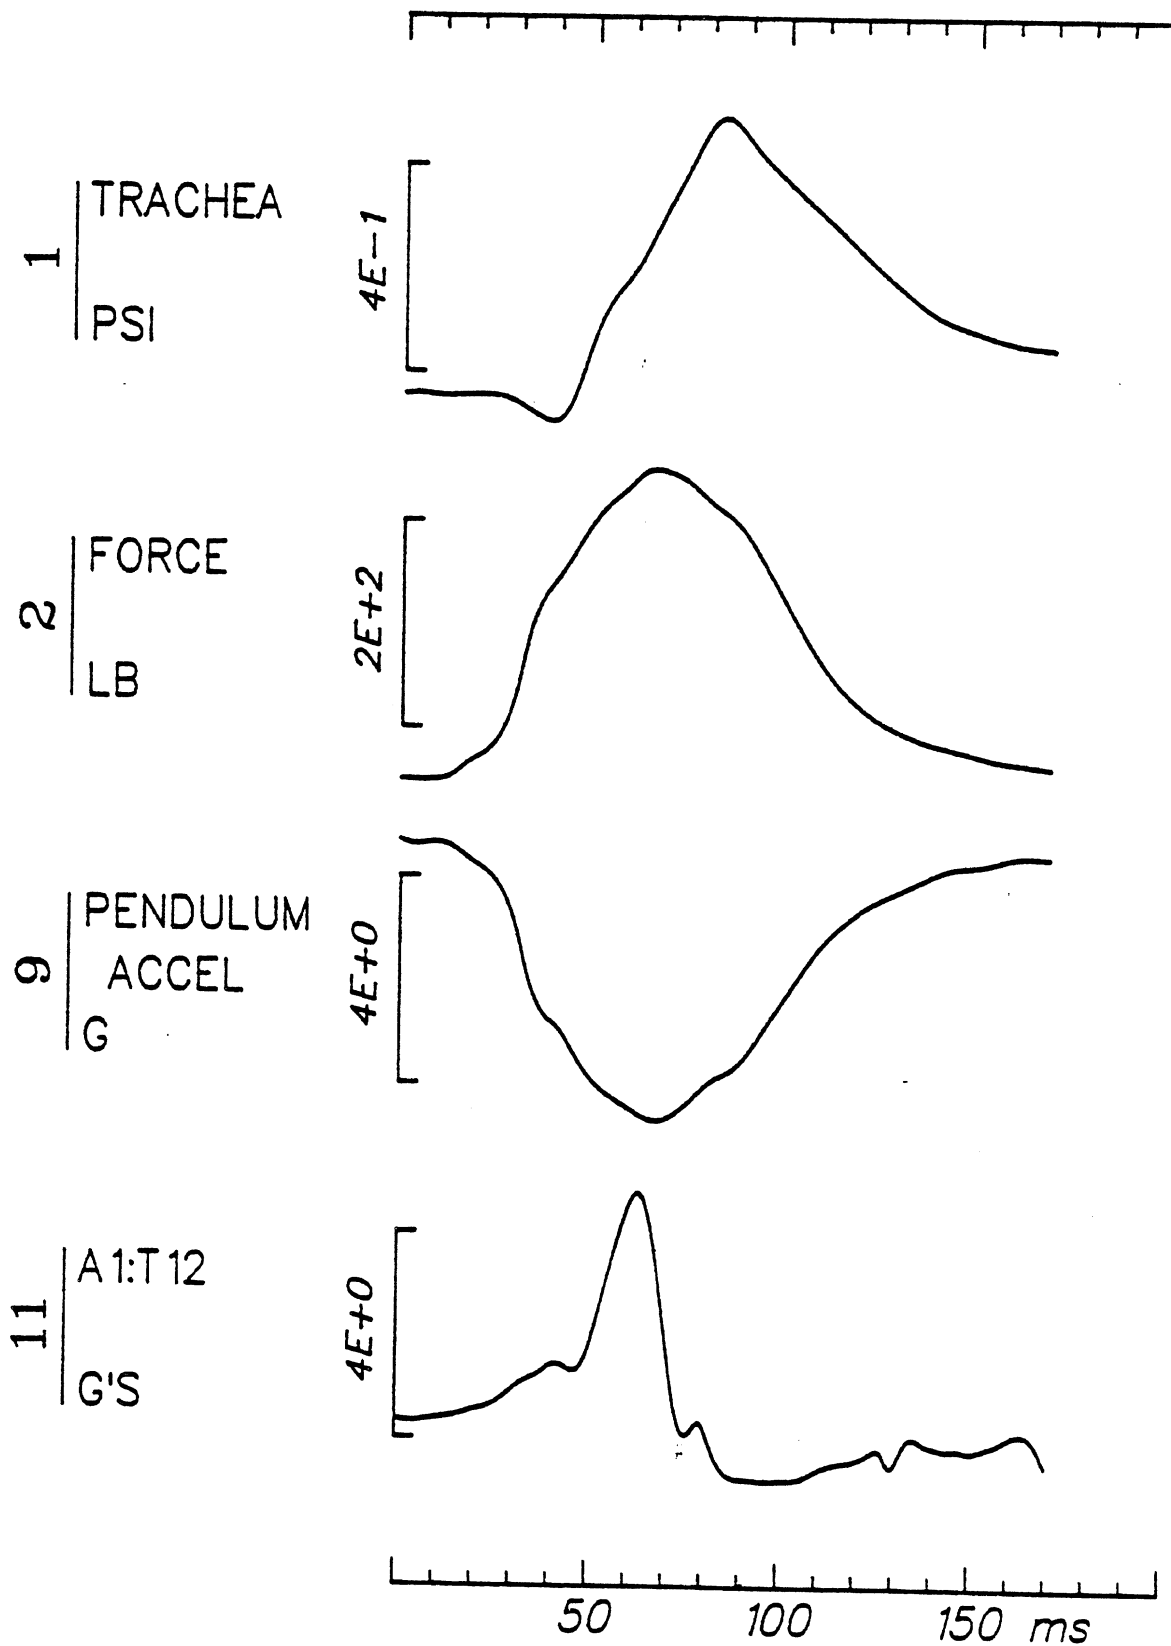 1
TRACHEA
PSI
4E-1
2
FORCE
LB
2E+2
9
PENDULUM
ACCEL
G
4E+0
11
A1:T12
G'S
4E+0
50 100 150 ms